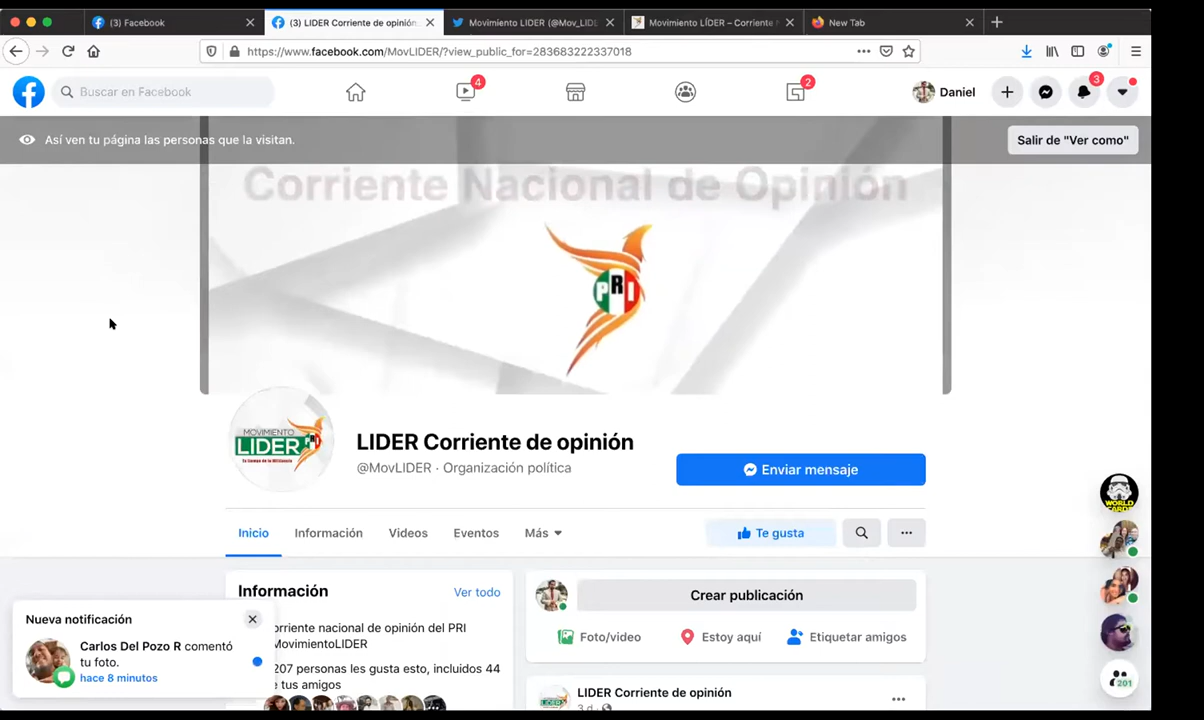 (3) Facebook
(3) LIDER Corriente de opinión
Movimiento LIDER (@Mov_LIDE
Movimiento LÍDER – Corriente N
New Tab
https://www.facebook.com/MovLIDER/?view_public_for=283683222337018
Buscar en Facebook
4
2
Daniel
3
Así ven tu página las personas que la visitan.
Salir de "Ver como"
Corriente Nacional de Opinión
PRI
MOVIMIENTO
LIDER
PRI
LIDER Corriente de opinión
@MovLIDER · Organización política
Enviar mensaje
WORLD
Inicio
Información
Videos
Eventos
Más
Te gusta
Información
Ver todo
Crear publicación
Nueva notificación
Carlos Del Pozo R comentó
tu foto.
hace 8 minutos
orriente nacional de opinión del PRI
MovimientoLIDER
207 personas les gusta esto, incluidos 44
e tus amigos
Foto/video
Estoy aquí
Etiquetar amigos
LIDER Corriente de opinión
3 d ·
201